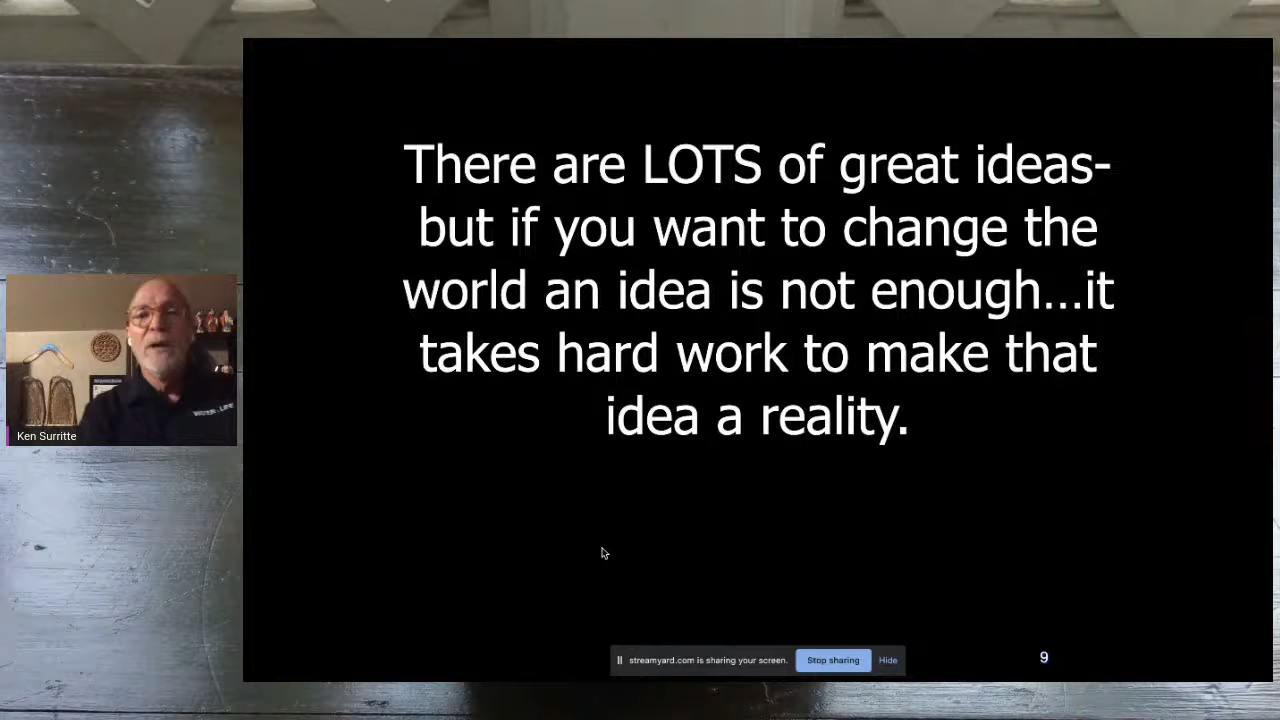 There are LOTS of great ideas-
but if you want to change the
world an idea is not enough...it
takes hard work to make that
idea a reality.
WATER4LIFE
Ken Surritte
streamyard.com is sharing your screen.
Stop sharing
Hide
9